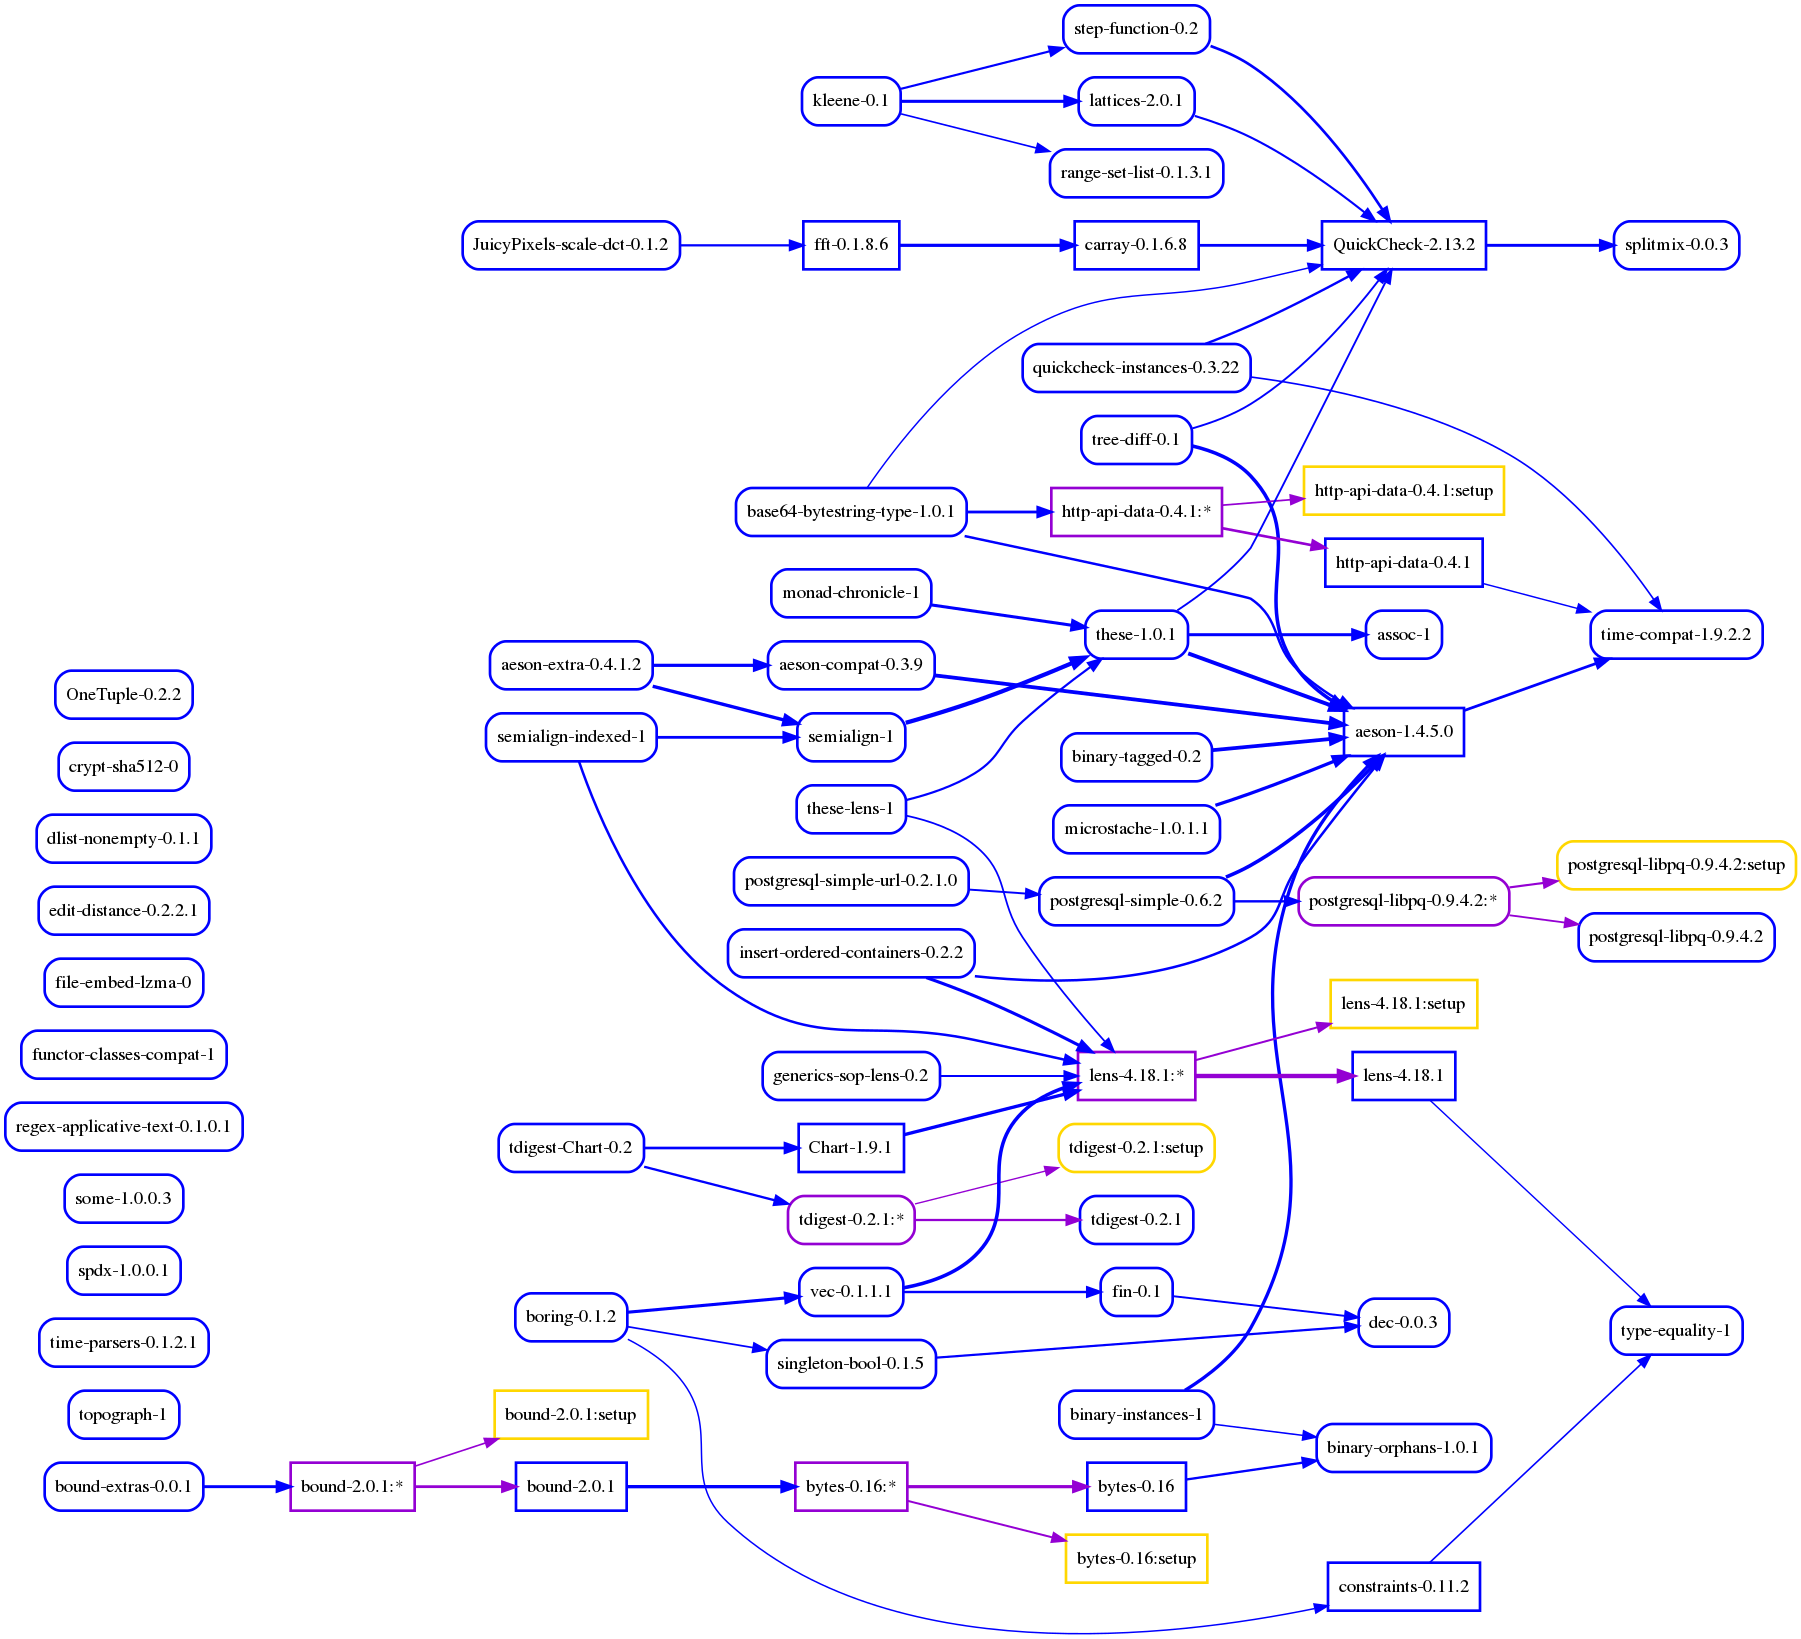 step-function-0.2
kleene-0.1
lattices-2.0.1
range-set-list-0.1.3.1
JuicyPixels-scale-dct-0.1.2
fft-0.1.8.6
carray-0.1.6.8
QuickCheck-2.13.2
splitmix-0.0.3
quickcheck-instances-0.3.22
tree-diff-0.1
http-api-data-0.4.1:setup
base64-bytestring-type-1.0.1
http-api-data-0.4.1:*
http-api-data-0.4.1
monad-chronicle-1
these-1.0.1
assoc-1
time-compat-1.9.2.2
aeson-extra-0.4.1.2
aeson-compat-0.3.9
OneTuple-0.2.2
semialign-indexed-1
semialign-1
aeson-1.4.5.0
crypt-sha512-0
binary-tagged-0.2
these-lens-1
microstache-1.0.1.1
dlist-nonempty-0.1.1
postgresql-libpq-0.9.4.2:setup
postgresql-simple-url-0.2.1.0
postgresql-simple-0.6.2
postgresql-libpq-0.9.4.2:*
edit-distance-0.2.2.1
postgresql-libpq-0.9.4.2
insert-ordered-containers-0.2.2
file-embed-lzma-0
lens-4.18.1:setup
functor-classes-compat-1
generics-sop-lens-0.2
lens-4.18.1:*
lens-4.18.1
regex-applicative-text-0.1.0.1
tdigest-Chart-0.2
Chart-1.9.1
tdigest-0.2.1:setup
some-1.0.0.3
tdigest-0.2.1:*
tdigest-0.2.1
spdx-1.0.0.1
vec-0.1.1.1
fin-0.1
boring-0.1.2
dec-0.0.3
type-equality-1
time-parsers-0.1.2.1
singleton-bool-0.1.5
topograph-1
bound-2.0.1:setup
binary-instances-1
binary-orphans-1.0.1
bound-extras-0.0.1
bound-2.0.1:*
bound-2.0.1
bytes-0.16:*
bytes-0.16
bytes-0.16:setup
constraints-0.11.2